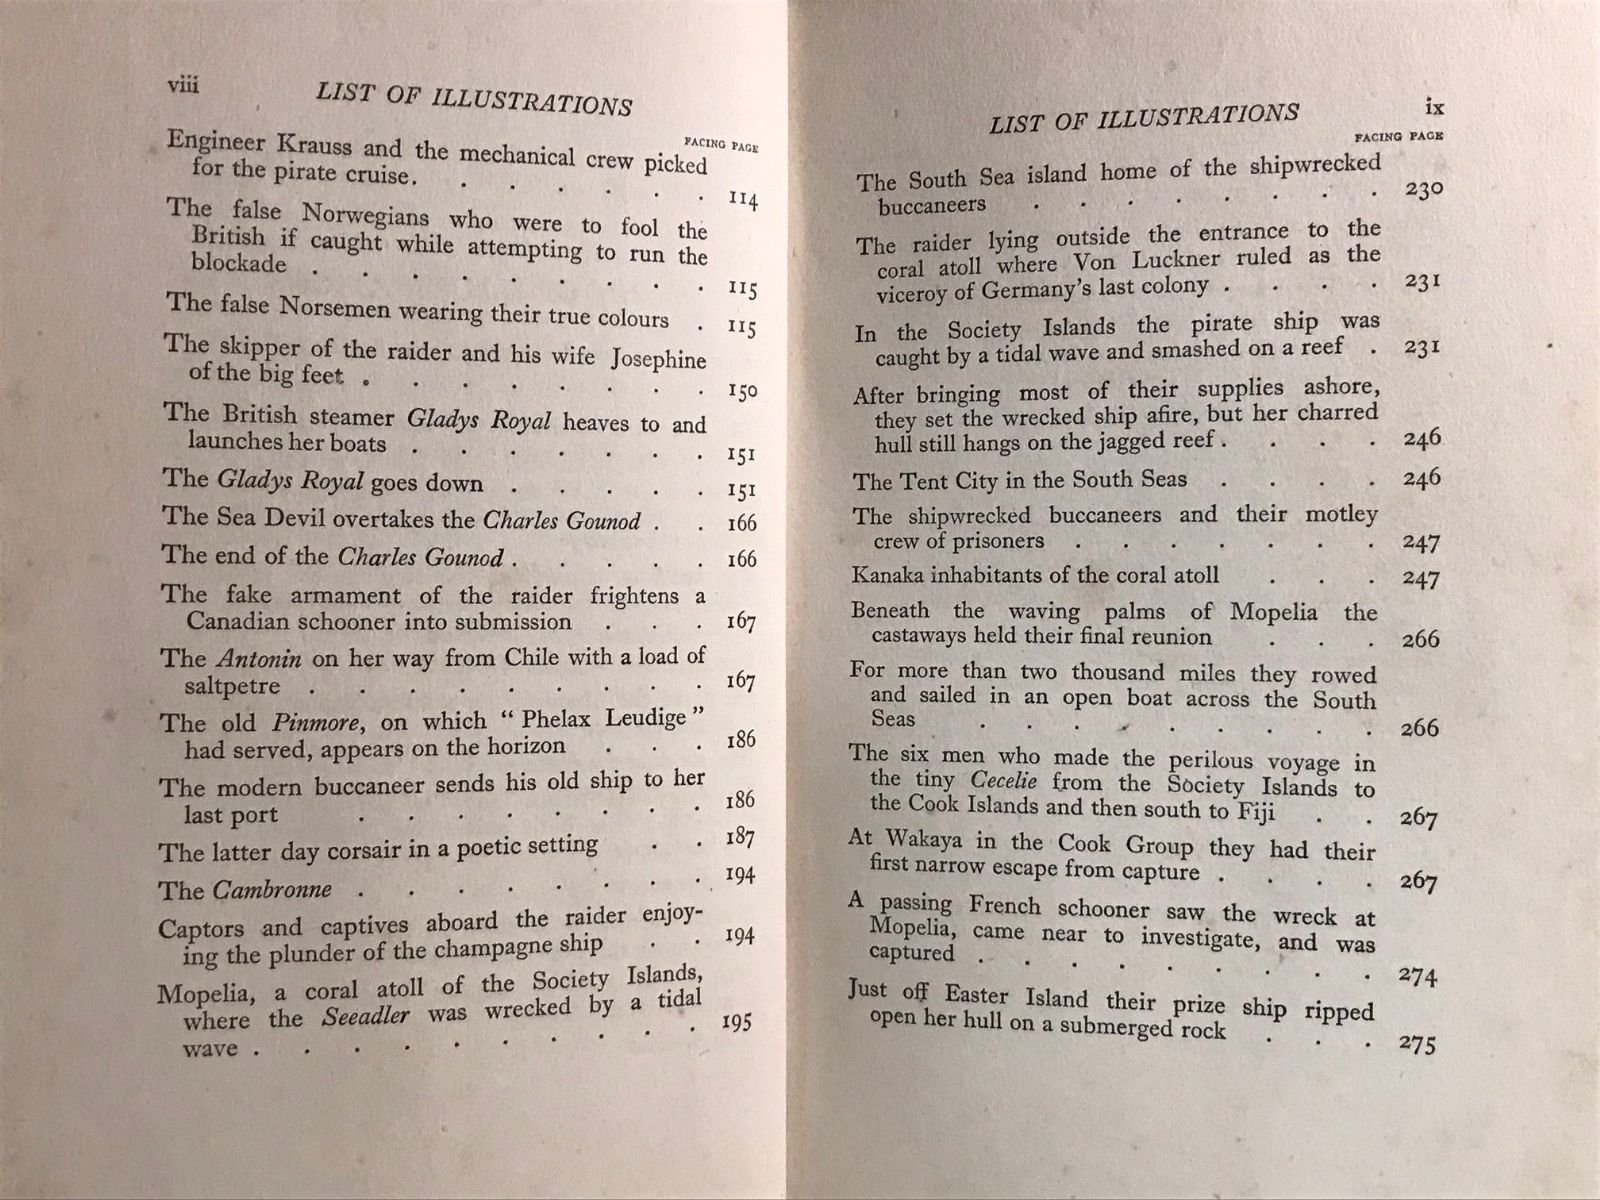 viii LIST OF ILLUSTRATIONS
FACING PAGE
Engineer Krauss and the mechanical crew picked
for the pirate cruise. . . . . . . 114
The false Norwegians who were to fool the
British if caught while attempting to run the
blockade . . . . . . . . . 115
The false Norsemen wearing their true colours . 115
The skipper of the raider and his wife Josephine
of the big feet . . . . . . . . 150
The British steamer Gladys Royal heaves to and
launches her boats . . . . . . . 151
The Gladys Royal goes down . . . . . 151
The Sea Devil overtakes the Charles Gounod . . 166
The end of the Charles Gounod . . . . . 166
The fake armament of the raider frightens a
Canadian schooner into submission . . . 167
The Antonin on her way from Chile with a load of
saltpetre . . . . . . . . . 167
The old Pinmore, on which “ Phelax Leudige ”
had served, appears on the horizon . . . 186
The modern buccaneer sends his old ship to her
last port . . . . . . . . 186
The latter day corsair in a poetic setting . . 187
The Cambronne . . . . . . . . 194
Captors and captives aboard the raider enjoy-
ing the plunder of the champagne ship . . 194
Mopelia, a coral atoll of the Society Islands,
where the Seeadler was wrecked by a tidal
wave . . . . . . . . . . 195
LIST OF ILLUSTRATIONS ix
FACING PAGE
The South Sea island home of the shipwrecked
buccaneers . . . . . . . . 230
The raider lying outside the entrance to the
coral atoll where Von Luckner ruled as the
viceroy of Germany’s last colony . . . . 231
In the Society Islands the pirate ship was
caught by a tidal wave and smashed on a reef . 231
After bringing most of their supplies ashore,
they set the wrecked ship afire, but her charred
hull still hangs on the jagged reef . . . . 246
The Tent City in the South Seas . . . . 246
The shipwrecked buccaneers and their motley
crew of prisoners . . . . . . . 247
Kanaka inhabitants of the coral atoll . . . 247
Beneath the waving palms of Mopelia the
castaways held their final reunion . . . 266
For more than two thousand miles they rowed
and sailed in an open boat across the South
Seas . . . . . . . . . 266
The six men who made the perilous voyage in
the tiny Cecelie from the Society Islands to
the Cook Islands and then south to Fiji . . 267
At Wakaya in the Cook Group they had their
first narrow escape from capture . . . . 267
A passing French schooner saw the wreck at
Mopelia, came near to investigate, and was
captured . . . . . . . . . 274
Just off Easter Island their prize ship ripped
open her hull on a submerged rock . . . 275